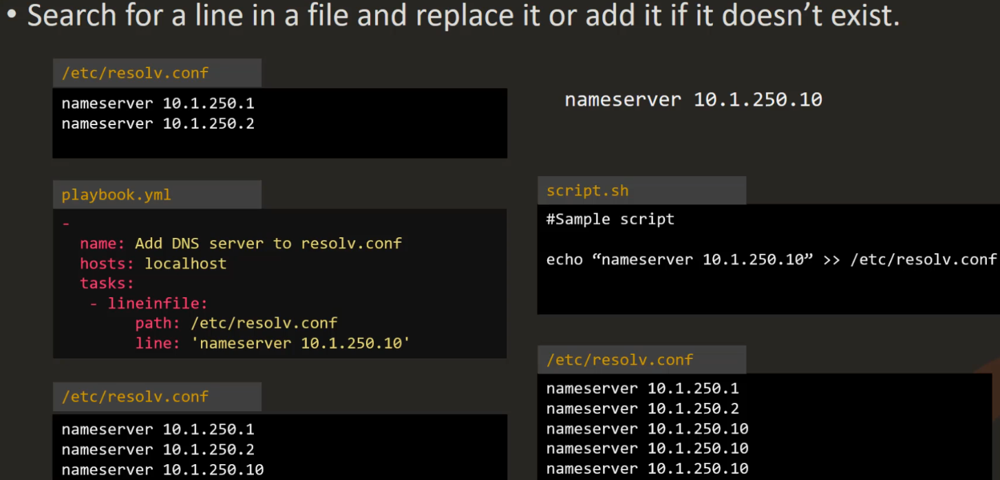 • Search for a line in a file and replace it or add it if it doesn’t exist.
/etc/resolv.conf
nameserver 10.1.250.1
nameserver 10.1.250.2
nameserver 10.1.250.10
playbook.yml
-
name: Add DNS server to resolv.conf
hosts: localhost
tasks:
- lineinfile:
path: /etc/resolv.conf
line: 'nameserver 10.1.250.10'
script.sh
#Sample script
echo “nameserver 10.1.250.10” >> /etc/resolv.conf
/etc/resolv.conf
nameserver 10.1.250.1
nameserver 10.1.250.2
nameserver 10.1.250.10
/etc/resolv.conf
nameserver 10.1.250.1
nameserver 10.1.250.2
nameserver 10.1.250.10
nameserver 10.1.250.10
nameserver 10.1.250.10